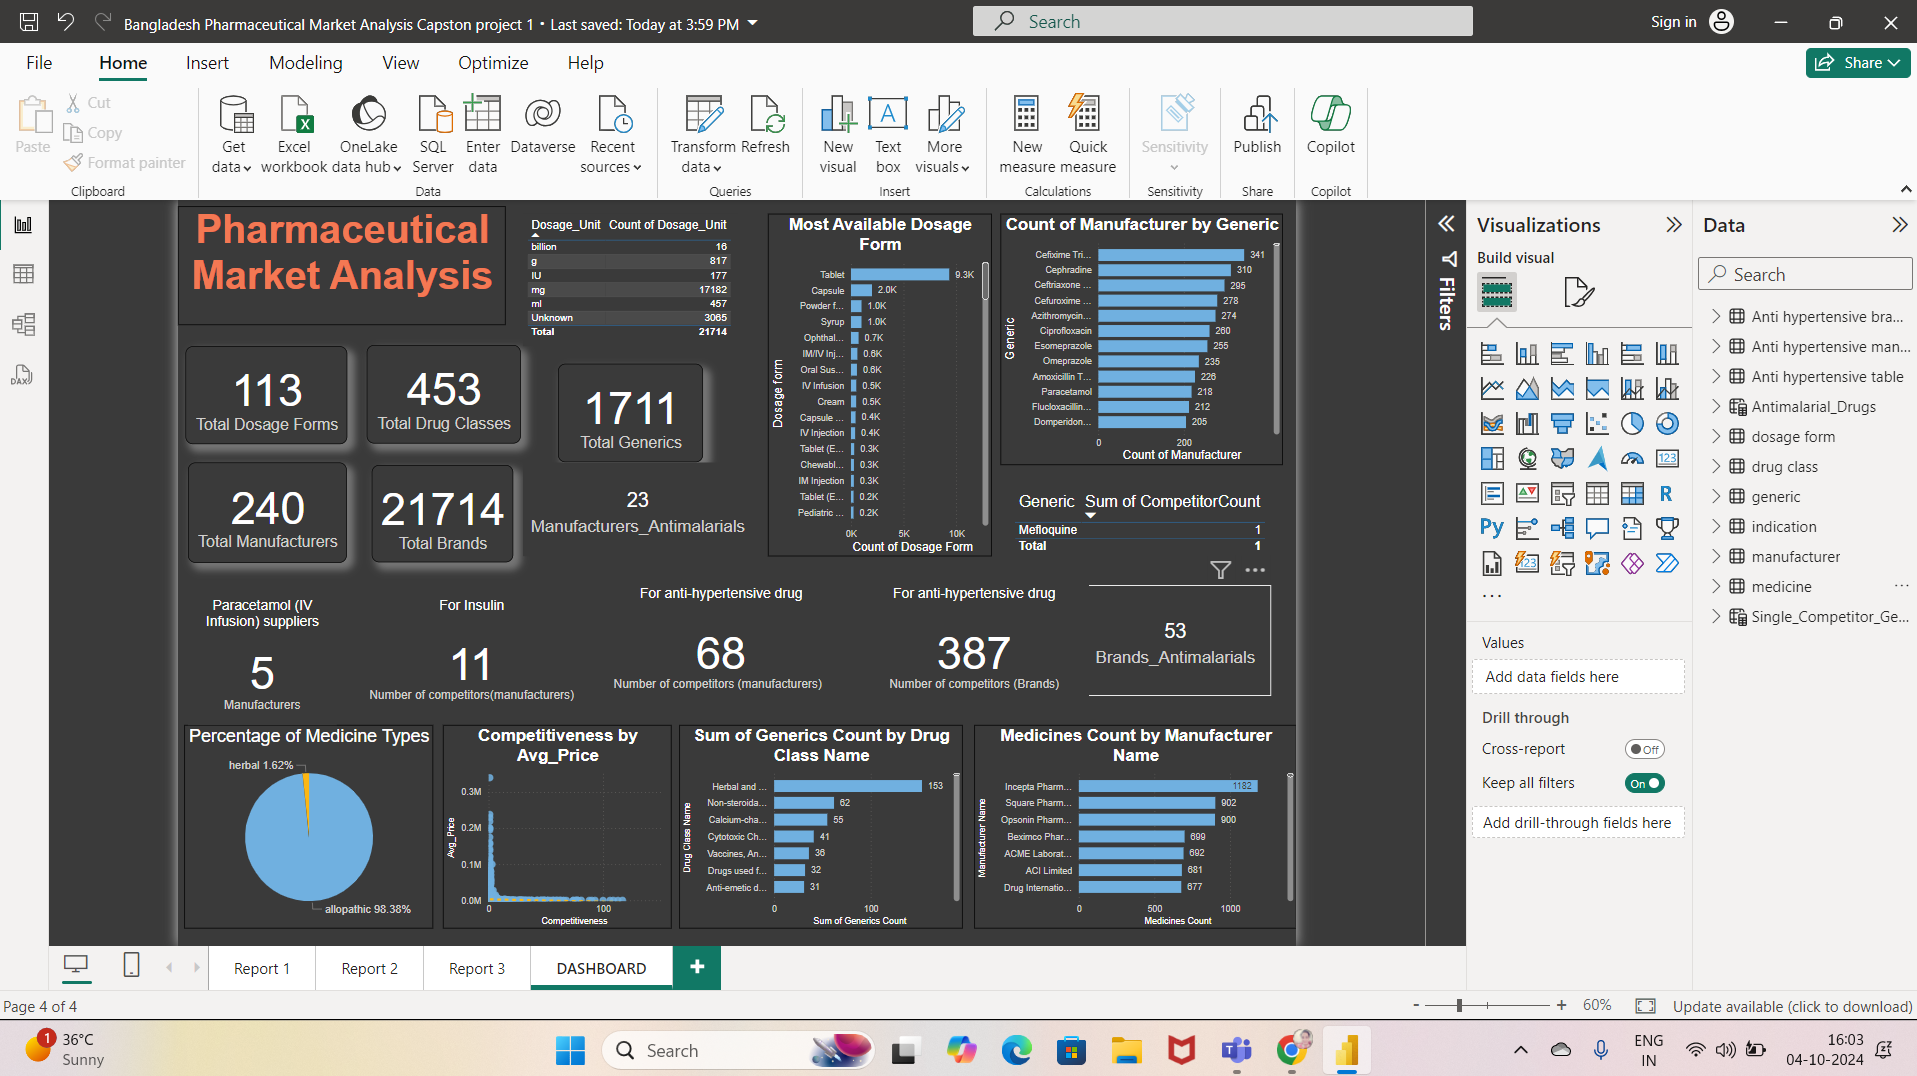 Bangladesh Pharmaceutical Market Analysis Capston project 1 • Last saved: Today at 3:59 PM
Search
Sign in
File Home Insert Modeling View Optimize Help
Share
Paste
Cut
Copy
Format painter
Get data
Excel workbook
OneLake data hub
SQL Server
Enter data
Dataverse
Recent sources
Transform data
Refresh
New visual
Text box
More visuals
New measure
Quick measure
Sensitivity
Publish
Copilot
Clipboard Data Queries Insert Calculations Sensitivity Share Copilot
DAX
Pharmaceutical
Market Analysis
Dosage_Unit Count of Dosage_Unit
billion 16
g 817
IU 177
mg 17182
ml 457
Unknown 3065
Total 21714
113
Total Dosage Forms
453
Total Drug Classes
1711
Total Generics
240
Total Manufacturers
21714
Total Brands
23
Manufacturers_Antimalarials
Most Available Dosage
Form
Dosage form
Tablet 9.3K
Capsule 2.0K
Powder f... 1.0K
Syrup 1.0K
Ophthal... 0.7K
IM/IV Inj... 0.6K
Oral Sus... 0.6K
IV Infusion 0.5K
Cream 0.5K
Capsule ... 0.4K
IV Injection 0.4K
Tablet (E... 0.3K
Chewabl... 0.3K
IM Injection 0.3K
Tablet (E... 0.2K
Pediatric ... 0.2K
0K 5K 10K
Count of Dosage Form
Count of Manufacturer by Generic
Generic
Cefixime Tri... 341
Cephradine 310
Ceftriaxone ... 295
Cefuroxime ... 278
Azithromycin... 274
Ciprofloxacin 260
Esomeprazole 255
Omeprazole 235
Amoxicillin T... 226
Paracetamol 218
Flucloxacillin... 212
Domperidon... 205
0 200
Count of Manufacturer
Generic Sum of CompetitorCount
Mefloquine 1
Total 1
Paracetamol (IV
Infusion) suppliers
5
Manufacturers
For Insulin
11
Number of competitors(manufacturers)
For anti-hypertensive drug
68
Number of competitors (manufacturers)
For anti-hypertensive drug
387
Number of competitors (Brands)
53
Brands_Antimalarials
Percentage of Medicine Types
herbal 1.62%
allopathic 98.38%
Competitiveness by
Avg_Price
Avg_Price
0.3M
0.2M
0.1M
0.0M
0 100
Competitiveness
Sum of Generics Count by Drug
Class Name
Drug Class Name
Herbal and ... 153
Non-steroida... 62
Calcium-cha... 55
Cytotoxic Ch... 41
Vaccines, An... 36
Drugs used f... 32
Anti-emetic d... 31
0 100
Sum of Generics Count
Medicines Count by Manufacturer
Name
Manufacturer Name
Incepta Pharm... 1182
Square Pharm... 902
Opsonin Pharm... 900
Beximco Phar... 699
ACME Laborat... 692
ACI Limited 681
Drug Internatio... 677
0 500 1000
Medicines Count
Filters
Visualizations
Build visual
123
R
Py
123
...
Values
Add data fields here
Drill through
Cross-report Off
Keep all filters On
Add drill-through fields here
Data
Search
Anti hypertensive bra...
Anti hypertensive man...
Anti hypertensive table
Antimalarial_Drugs
dosage form
drug class
generic
indication
manufacturer
medicine ...
Single_Competitor_Ge...
Report 1 Report 2 Report 3 DASHBOARD +
Page 4 of 4
- + 60%
Update available (click to download)
1
36°C
Sunny
Search
ENG
IN
16:03
04-10-2024